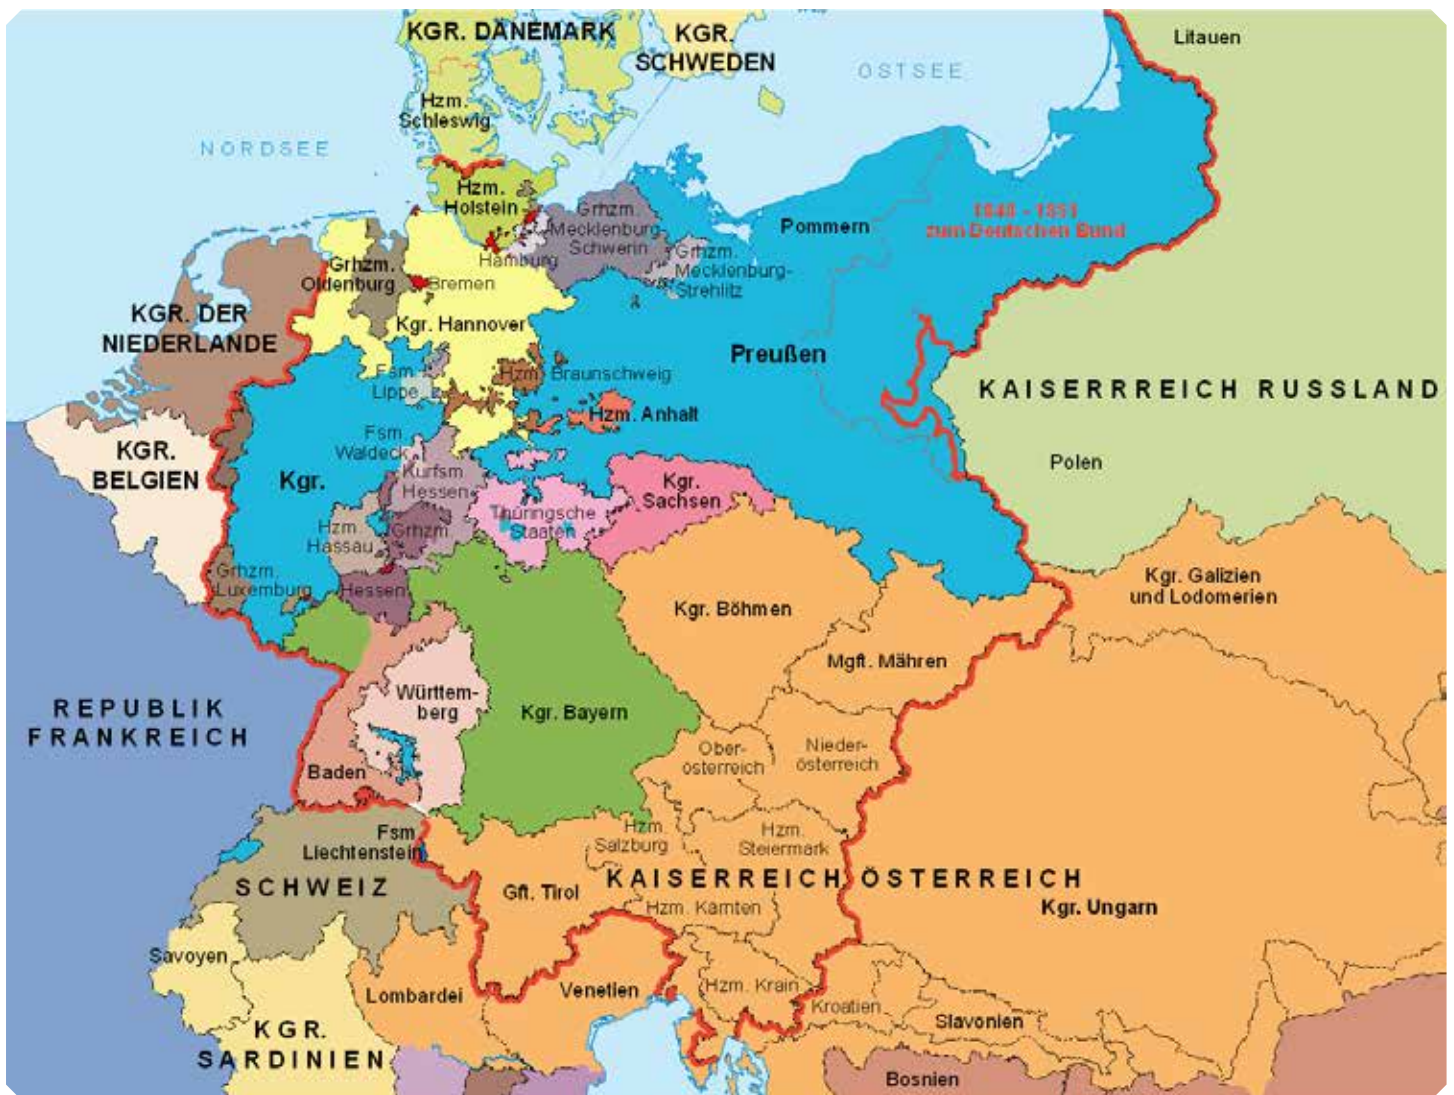 KGR. DÄNEMARK
KGR.
SCHWEDEN
Litauen
OSTSEE
Hzm.
Schleswig
NORDSEE
Hzm.
Holstein
Grhzm.
Mecklenburg-
Schwerin
1848 - 1851
zum Deutschen Bund
Pommern
Hamburg
Grhzm.
Mecklenburg-
Strehlitz
Grhzm.
Oldenburg
Bremen
KGR. DER
NIEDERLANDE
Kgr. Hannover
Preußen
Fsm
Lippe
Hzm. Braunschweig
KAISERRREICH RUSSLAND
Hzm. Anhalt
KGR.
BELGIEN
Fsm
Waldeck
Polen
Kgr.
Kurfsm
Hessen
Kgr.
Sachsen
Thüringsche
Staaten
Hzm.
Hassau
Grhzm.
Hessen
Grhzm.
Luxemburg
Kgr. Galizien
und Lodomerien
Kgr. Böhmen
Mgft. Mähren
REPUBLIK
FRANKREICH
Württem-
berg
Kgr. Bayern
Ober-
österreich
Nieder-
österreich
Baden
Fsm
Liechtenstein
Hzm.
Salzburg
Hzm.
Steiermark
SCHWEIZ
Gft. Tirol
KAISERREICH ÖSTERREICH
Kgr. Ungarn
Hzm. Kärnten
Savoyen
Lombardei
Venetien
Hzm. Krain
Kroatien
Slavonien
KGR.
SARDINIEN
Bosnien